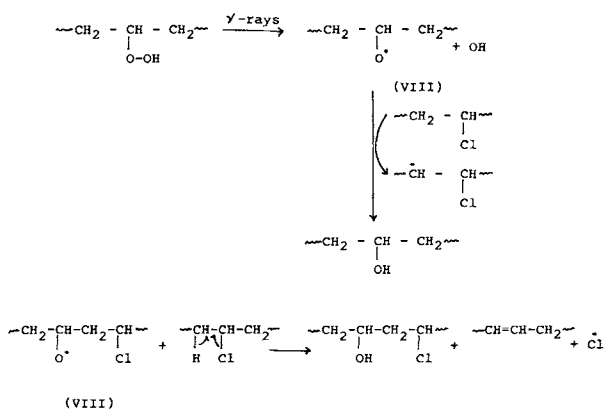 ~CH₂ - CH - CH₂~ γ-rays ~CH₂ - CH - CH₂~
O-OH O• + OH
(VIII)
~CH₂ - CH~
Cl
~ĊH - CH~
Cl
~CH₂ - CH - CH₂~
OH
~CH₂-CH-CH₂-CH~ + ~CH-CH-CH₂~ ~CH₂-CH-CH₂-CH~ + ~CH=CH-CH₂~
O• Cl H Cl OH Cl + Ċl
(VIII)